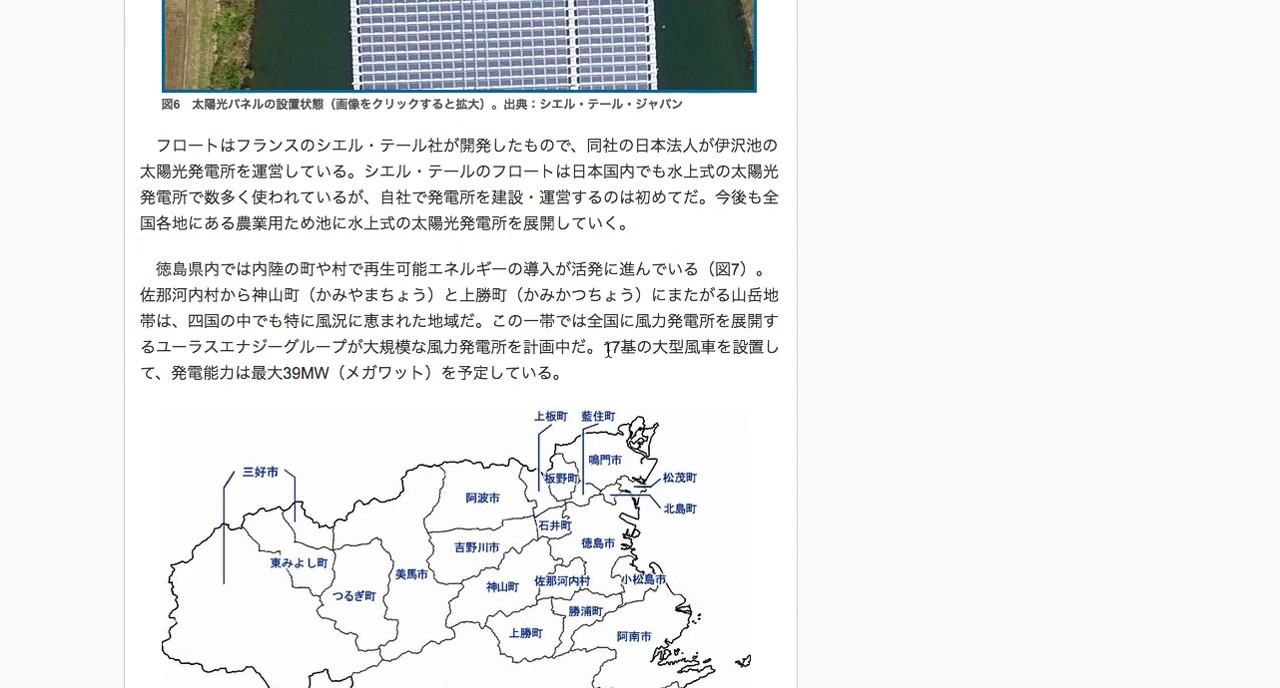 図6 太陽光パネルの設置状態（画像をクリックすると拡大）。出典：シエル・テール・ジャパン
フロートはフランスのシエル・テール社が開発したもので、同社の日本法人が伊沢池の
太陽光発電所を運営している。シエル・テールのフロートは日本国内でも水上式の太陽光
発電所で数多く使われているが、自社で発電所を建設・運営するのは初めてだ。今後も全
国各地にある農業用ため池に水上式の太陽光発電所を展開していく。
徳島県内では内陸の町や村で再生可能エネルギーの導入が活発に進んでいる（図7）。
佐那河内村から神山町（かみやまちょう）と上勝町（かみかつちょう）にまたがる山岳地
帯は、四国の中でも特に風況に恵まれた地域だ。この一帯では全国に風力発電所を展開す
るユーラスエナジーグループが大規模な風力発電所を計画中だ。17基の大型風車を設置し
て、発電能力は最大39MW（メガワット）を予定している。
上板町
藍住町
鳴門市
三好市
板野町
松茂町
阿波市
北島町
石井町
徳島市
吉野川市
東みよし町
美馬市
佐那河内村
小松島市
神山町
つるぎ町
勝浦町
上勝町
阿南市